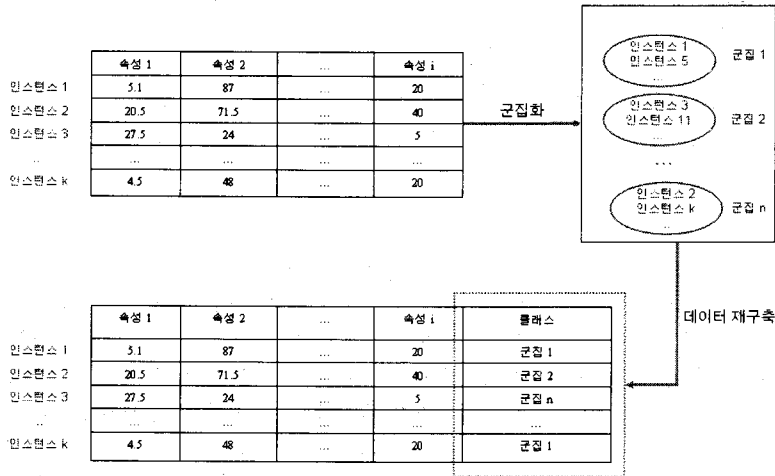 속성 1 속성 2 ... 속성 i
인스턴스 1 5.1 87 20
인스턴스 2 20.5 71.5 ... 40
인스턴스 3 27.5 24 ... 5
.. ... ... ... ...
인스턴스 k 4.5 48 ... 20
군집화
인스턴스 1
인스턴스 5
...
군집 1
인스턴스 3
인스턴스 11
...
군집 2
...
인스턴스 2
인스턴스 k
..
군집 n
데이터 재구축
속성 1 속성 2 ... 속성 i 클래스
인스턴스 1 5.1 87 20 군집 1
인스턴스 2 20.5 71.5 ... 40 군집 2
인스턴스 3 27.5 24 ... 5 군집 n
.. ... ... ... ... ...
인스턴스 k 4.5 48 ... 20 군집 1